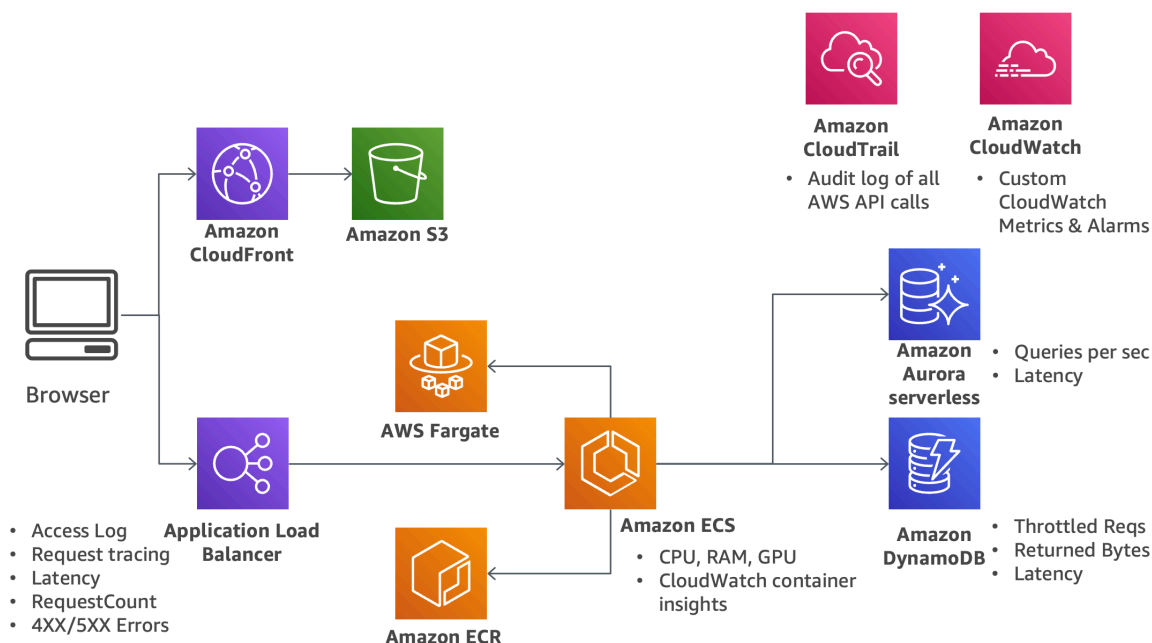 Amazon
CloudTrail
• Audit log of all
AWS API calls
Amazon
CloudWatch
• Custom
CloudWatch
Metrics & Alarms
Amazon
CloudFront
Amazon S3
Browser
AWS Fargate
Amazon
Aurora
serverless
• Queries per sec
• Latency
Application Load
Balancer
• Access Log
• Request tracing
• Latency
• RequestCount
• 4XX/5XX Errors
Amazon ECS
• CPU, RAM, GPU
• CloudWatch container
insights
Amazon
DynamoDB
• Throttled Reqs
• Returned Bytes
• Latency
Amazon ECR